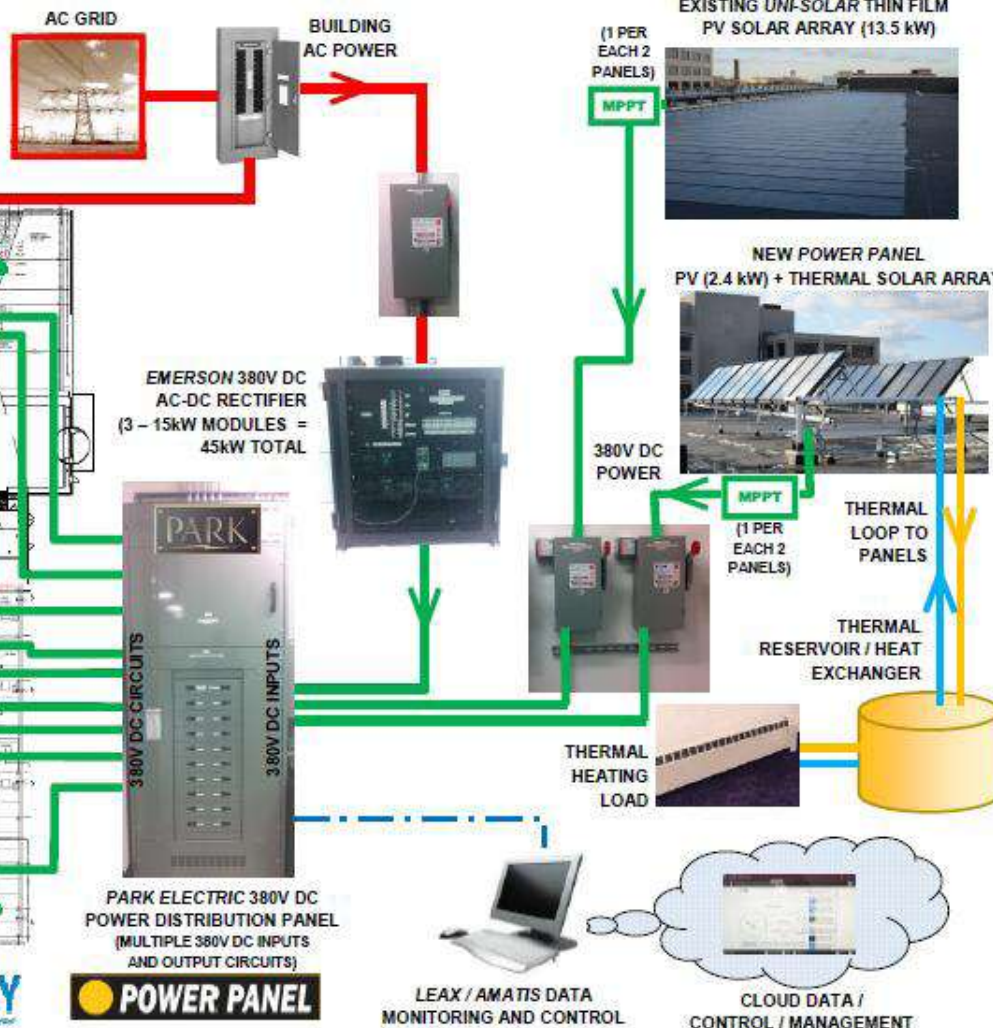 AC GRID
BUILDING
AC POWER
(1 PER
EACH 2
PANELS)
MPPT
EXISTING UNI-SOLAR THIN FILM
PV SOLAR ARRAY (13.5 kW)
NEW POWER PANEL
PV (2.4 kW) + THERMAL SOLAR ARRAY
EMERSON 380V DC
AC-DC RECTIFIER
(3 – 15kW MODULES =
45kW TOTAL
380V DC
POWER
MPPT
(1 PER
EACH 2
PANELS)
THERMAL
LOOP TO
PANELS
THERMAL
RESERVOIR / HEAT
EXCHANGER
PARK
380V DC CIRCUITS
380V DC INPUTS
THERMAL
HEATING
LOAD
PARK ELECTRIC 380V DC
POWER DISTRIBUTION PANEL
(MULTIPLE 380V DC INPUTS
AND OUTPUT CIRCUITS)
Y
POWER PANEL
LEAX / AMATIS DATA
MONITORING AND CONTROL
CLOUD DATA /
CONTROL / MANAGEMENT